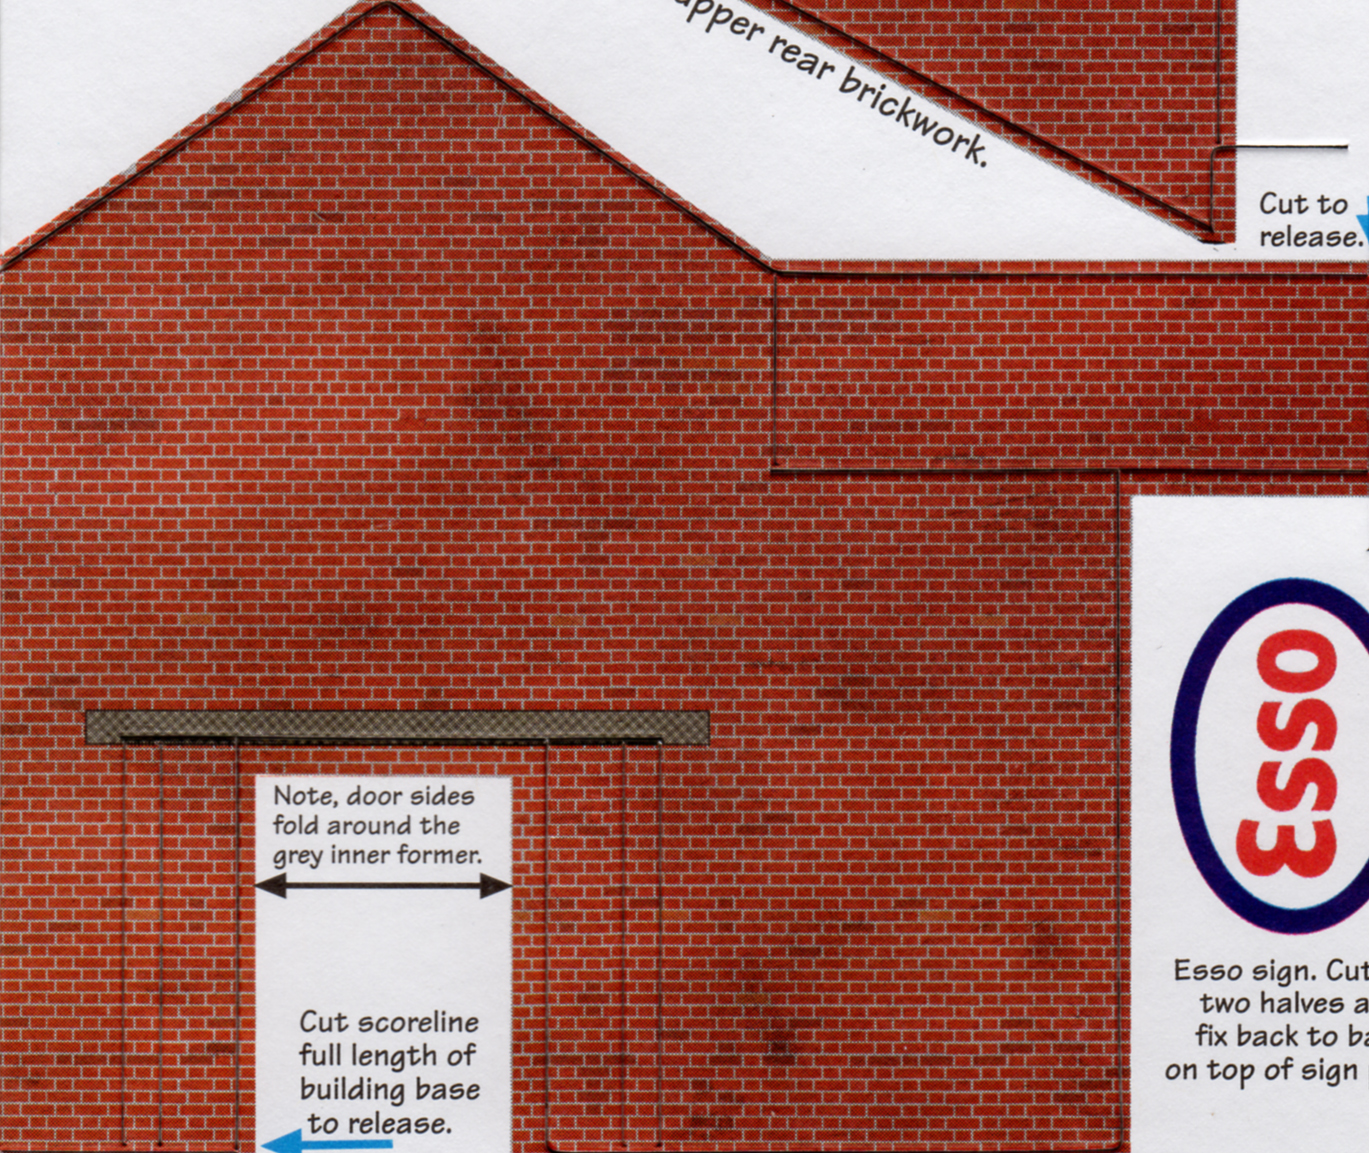 upper rear brickwork.
Cut to
release.
Note, door sides
fold around the
grey inner former.
Cut scoreline
full length of
building base
to release.
Esso
Esso sign. Cut
two halves a
fix back to ba
on top of sign